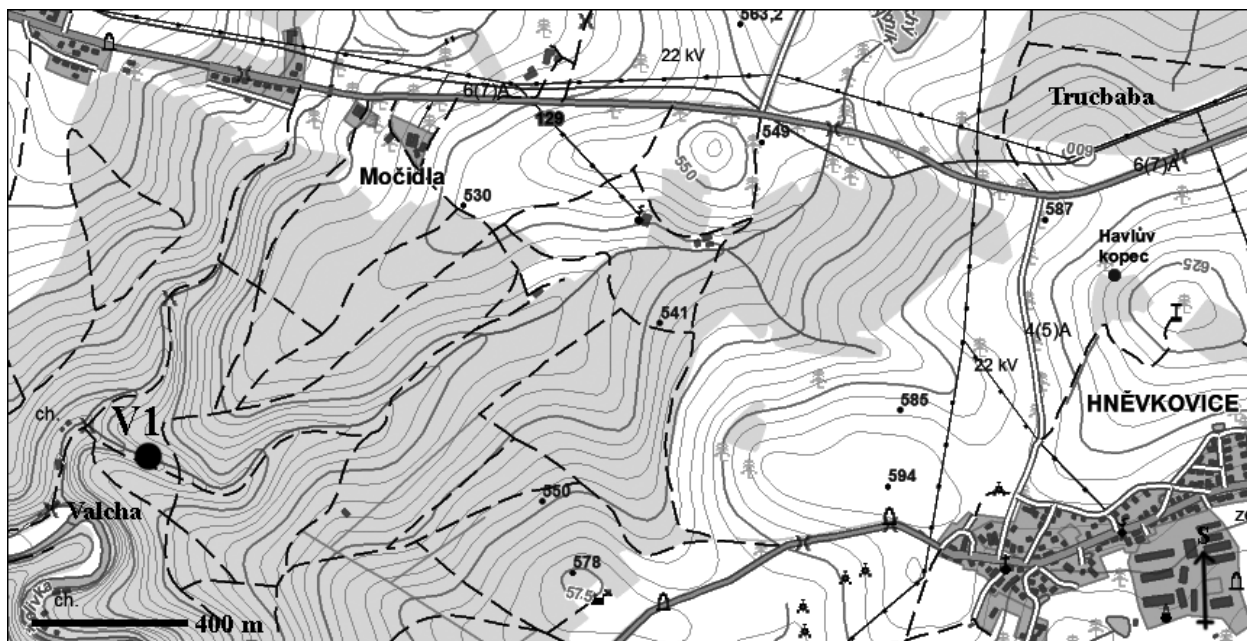 563,2
22 kV
6(7)A
129
549
Trucbaba
600
6(7)A
Močidla
550
530
587
Havlův
kopec
625
541
4(5)A
22 kV
ch.
V1
585
HNĚVKOVICE
594
550
Valcha
S
578
ch.
400 m